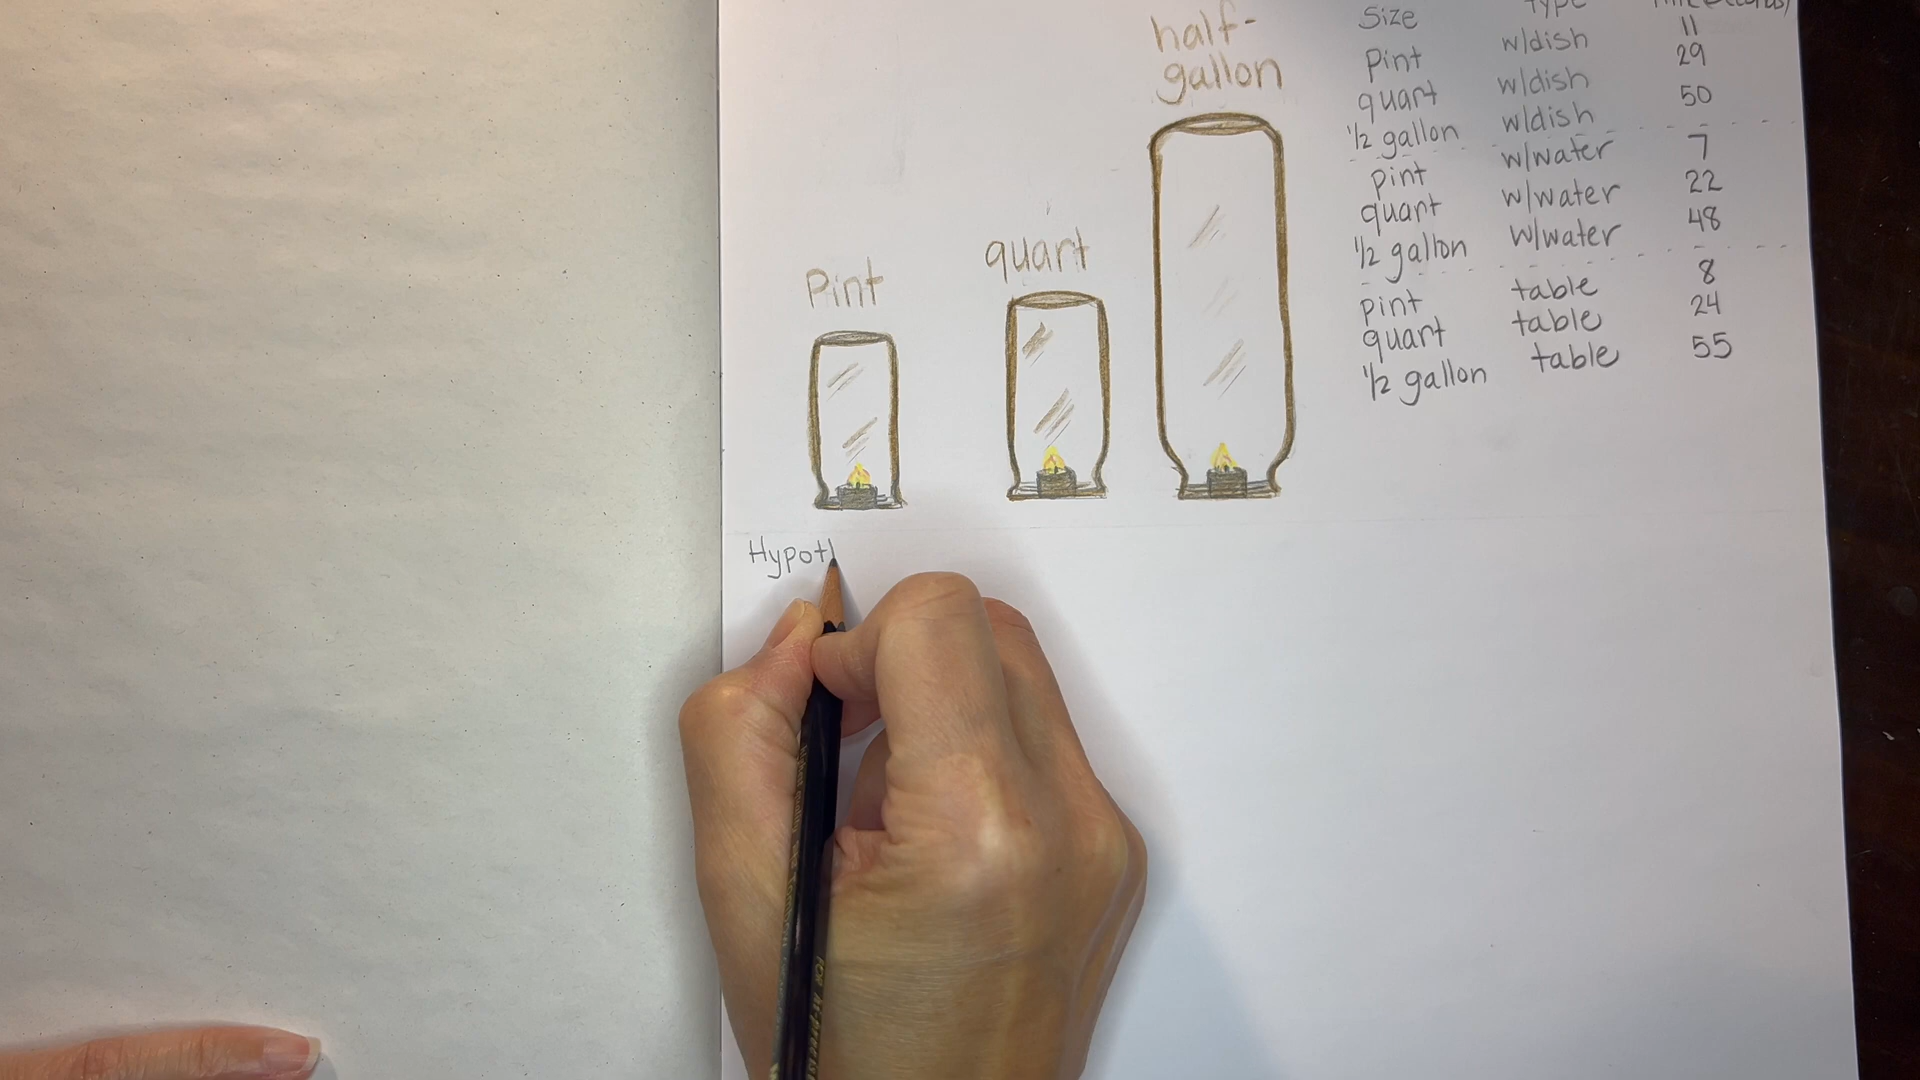 half-
gallon
quart
Pint
Size type
pint w/dish 11
quart w/dish 29
1/2 gallon w/dish 50
pint w/water 7
quart w/water 22
1/2 gallon w/water 48
pint table 8
quart table 24
1/2 gallon table 55
Hypoth